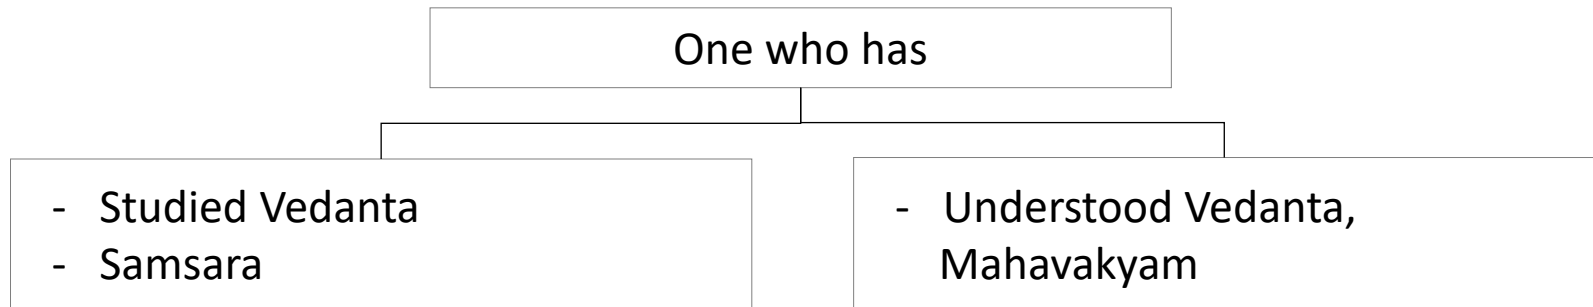 One who has
- Studied Vedanta
- Samsara
- Understood Vedanta,
Mahavakyam